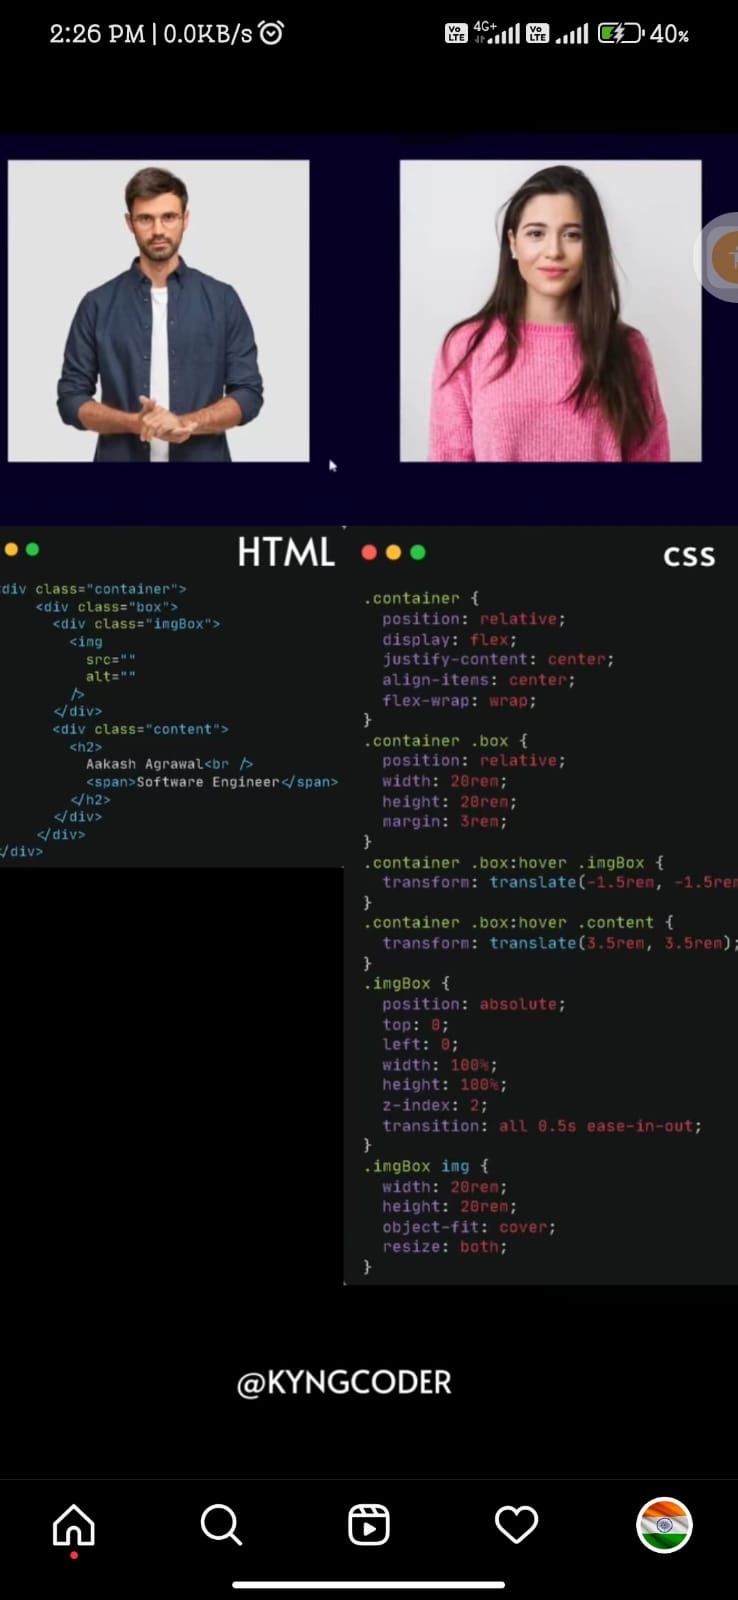 2:26 PM | 0.0KB/s
Vo LTE 4G+ Vo LTE 40%
HTML
div class="container">
<div class="box">
<div class="imgBox">
<img
src=""
alt=""
/>
</div>
<div class="content">
<h2>
Aakash Agrawal<br />
<span>Software Engineer</span>
</h2>
</div>
</div>
</div>
CSS
.container {
position: relative;
display: flex;
justify-content: center;
align-items: center;
flex-wrap: wrap;
}
.container .box {
position: relative;
width: 20rem;
height: 20rem;
margin: 3rem;
}
.container .box:hover .imgBox {
transform: translate(-1.5rem, -1.5rem
}
.container .box:hover .content {
transform: translate(3.5rem, 3.5rem);
}
.imgBox {
position: absolute;
top: 0;
left: 0;
width: 100%;
height: 100%;
z-index: 2;
transition: all 0.5s ease-in-out;
}
.imgBox img {
width: 20rem;
height: 20rem;
object-fit: cover;
resize: both;
}
@KYNGCODER